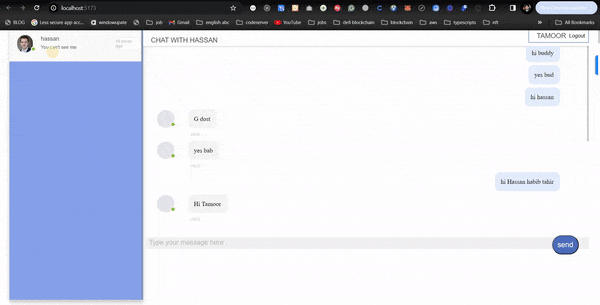 localhost:5173
BLOG
Less secure app acc...
windowsupate
job
Gmail
english abc
codeserver
YouTube
jobs
defi blockchain
blockchain
aws
typescripts
nft
All Bookmarks
hassan
You can't see me
CHAT WITH HASSAN
TAMOOR Logout
hi buddy
yes bud
hi hassan
G dost
yes bab
hi Hassan habib tahir
Hi Tamoor
Type your message here
send